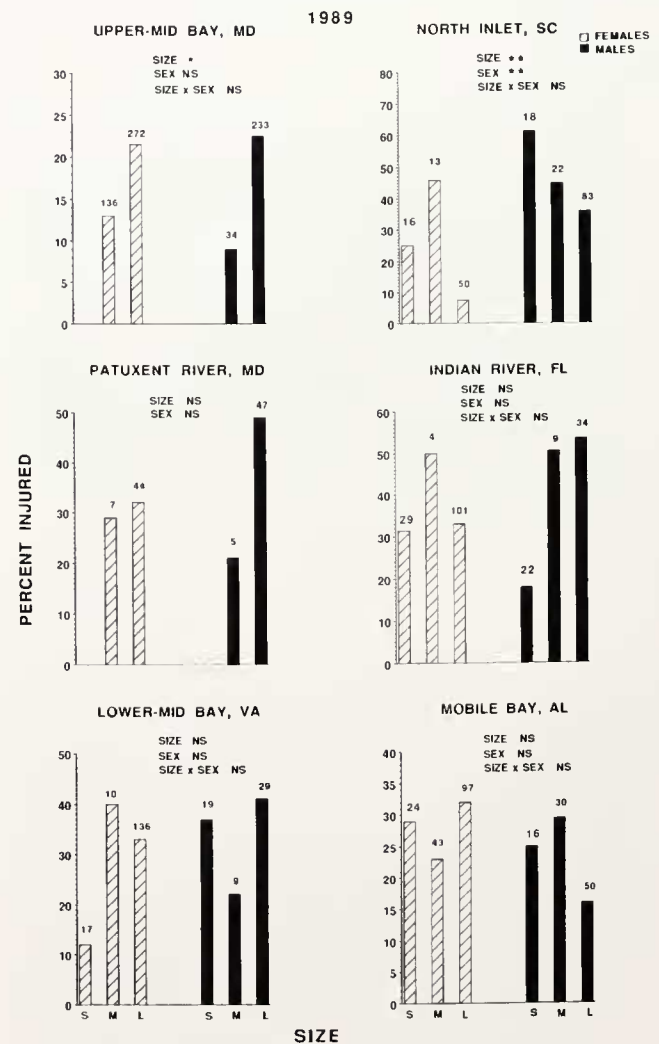 1989
UPPER-MID BAY, MD
SIZE *
SEX NS
SIZE x SEX NS
30
25
20
15
10
5
0
136
272
34
233
NORTH INLET, SC
FEMALES
MALES
SIZE **
SEX **
SIZE x SEX NS
80
70
60
50
40
30
20
10
0
16
13
50
18
22
83
PERCENT INJURED
PATUXENT RIVER, MD
SIZE NS
SEX NS
50
40
30
20
10
0
7
44
5
47
INDIAN RIVER, FL
SIZE NS
SEX NS
SIZE x SEX NS
60
50
40
30
20
10
0
29
4
101
22
9
34
LOWER-MID BAY, VA
SIZE NS
SEX NS
SIZE x SEX NS
50
40
30
20
10
0
17
10
136
19
9
29
S M L S M L
MOBILE BAY, AL
SIZE NS
SEX NS
SIZE x SEX NS
40
35
30
25
20
15
10
5
0
24
43
97
16
30
50
S M L S M L
SIZE